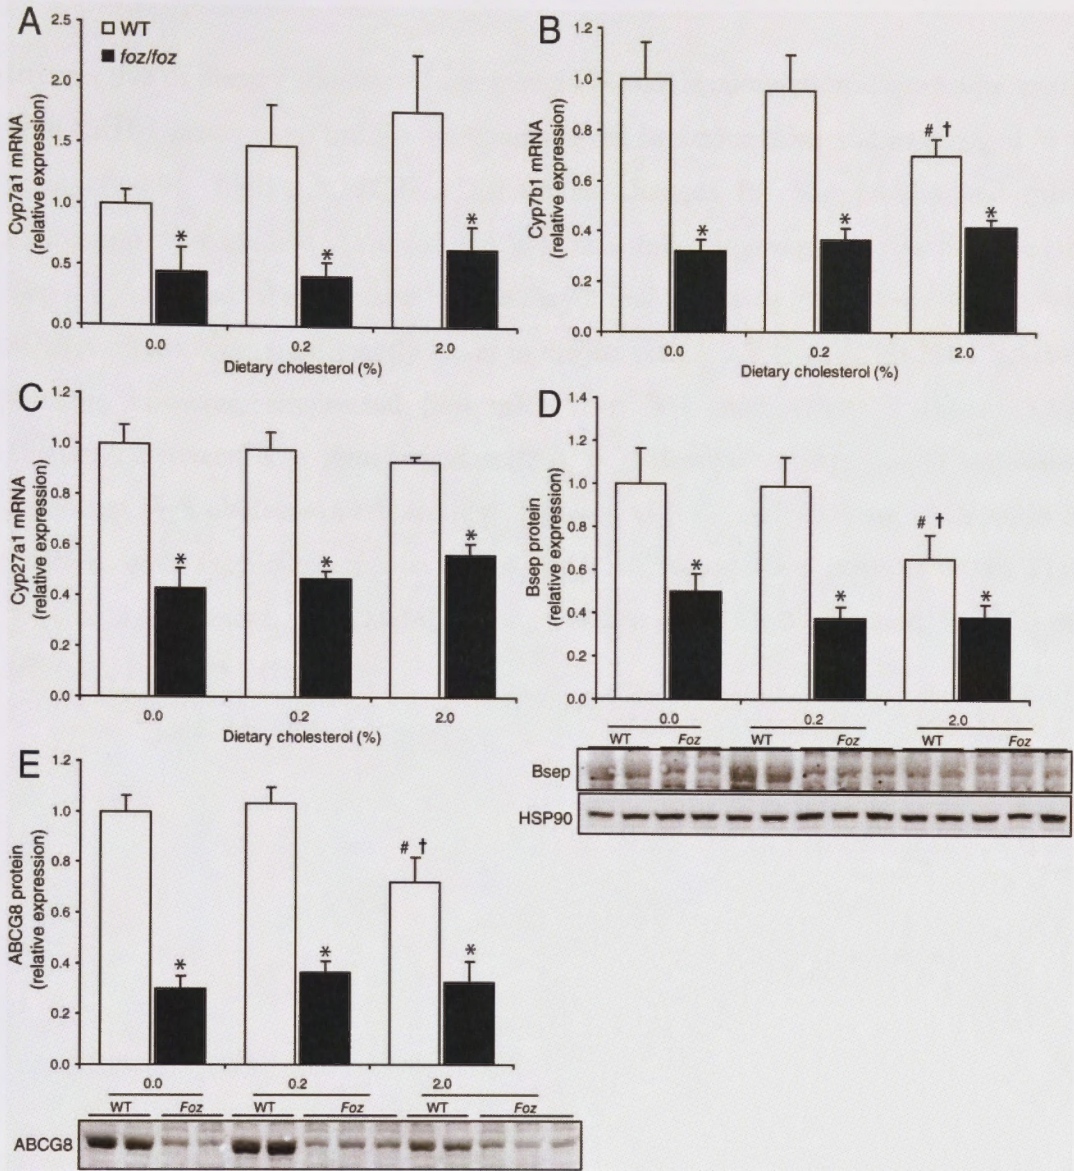 A
2.5
2.0
1.5
1.0
0.5
0.0
Cyp7a1 mRNA
(relative expression)
WT
foz/foz
*
*
*
0.0
0.2
2.0
Dietary cholesterol (%)
B
1.2
1.0
0.8
0.6
0.4
0.2
0.0
Cyp7b1 mRNA
(relative expression)
*
*
# †
*
0.0
0.2
2.0
Dietary cholesterol (%)
C
1.2
1.0
0.8
0.6
0.4
0.2
0.0
Cyp27a1 mRNA
(relative expression)
*
*
*
0.0
0.2
2.0
Dietary cholesterol (%)
D
1.4
1.2
1.0
0.8
0.6
0.4
0.2
0.0
Bsep protein
(relative expression)
*
*
# †
*
0.0
0.2
2.0
WT Foz WT Foz WT Foz
Bsep
HSP90
E
1.2
1.0
0.8
0.6
0.4
0.2
0.0
ABCG8 protein
(relative expression)
*
*
# †
*
0.0
0.2
2.0
WT Foz WT Foz WT Foz
ABCG8